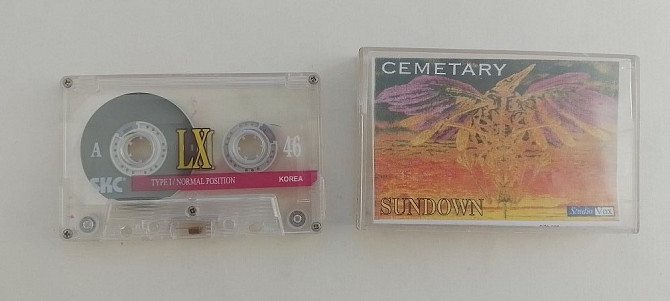 A
LX
46
SKC
TYPE I / NORMAL POSITION
KOREA
CEMETARY
SUNDOWN
Studio VOX